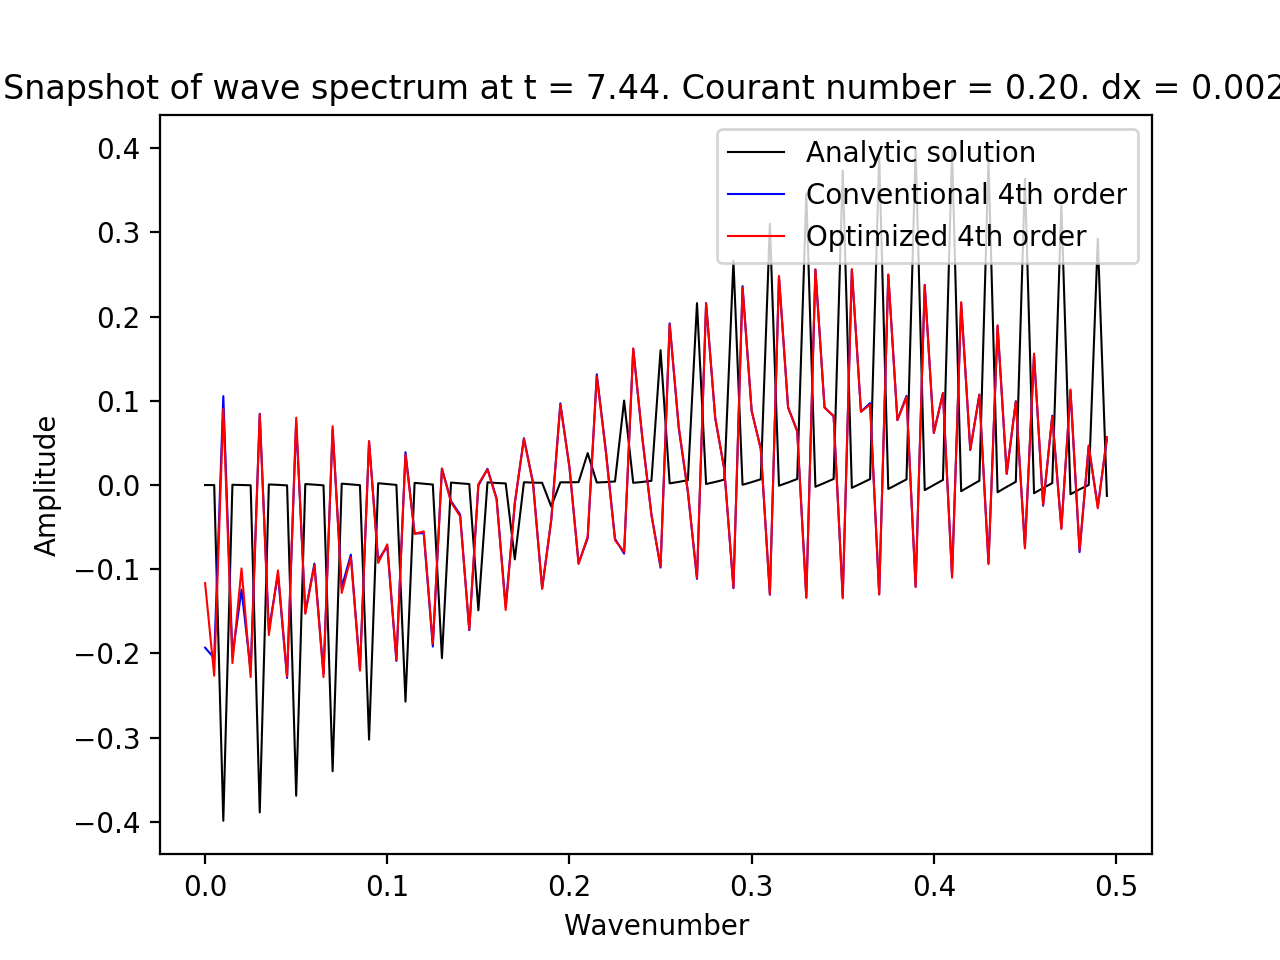 Snapshot of wave spectrum at t = 7.44. Courant number = 0.20. dx = 0.002
Analytic solution
Conventional 4th order
Optimized 4th order
0.4
0.3
0.2
0.1
0.0
−0.1
−0.2
−0.3
−0.4
Amplitude
0.0 0.1 0.2 0.3 0.4 0.5
Wavenumber